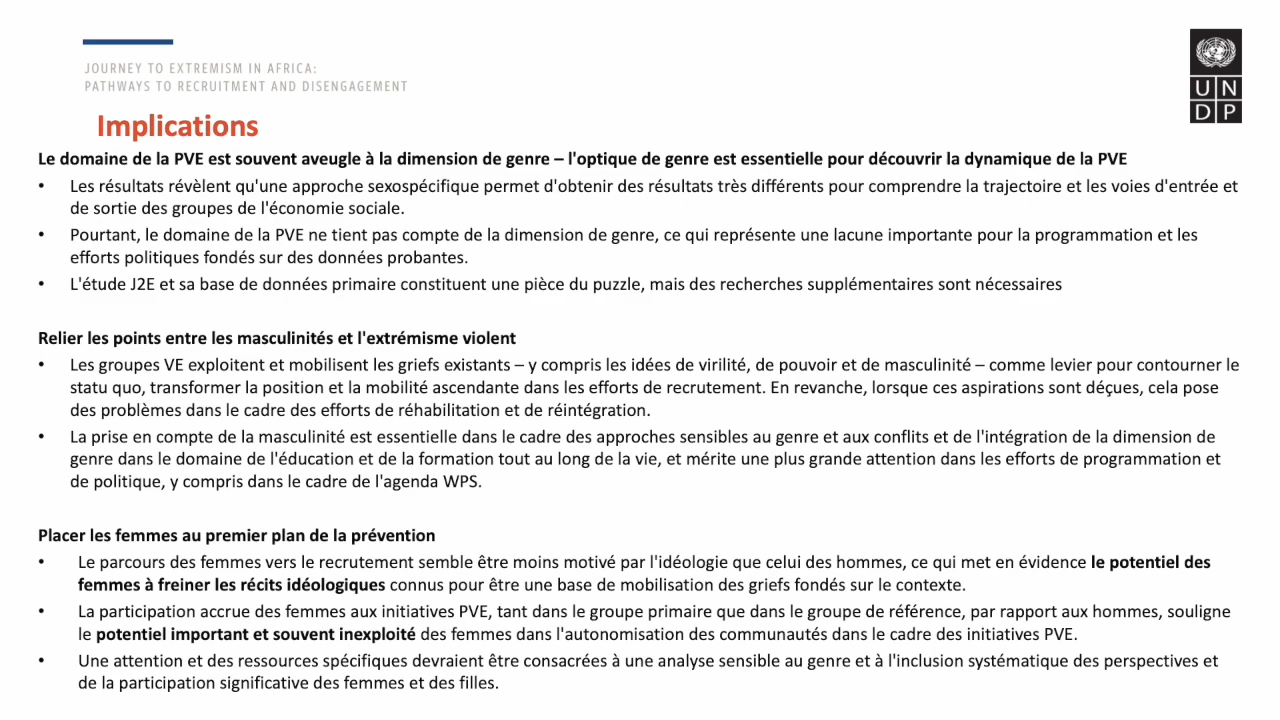 JOURNEY TO EXTREMISM IN AFRICA:
PATHWAYS TO RECRUITMENT AND DISENGAGEMENT
U N
D P
Implications
Le domaine de la PVE est souvent aveugle à la dimension de genre – l'optique de genre est essentielle pour découvrir la dynamique de la PVE
• Les résultats révèlent qu'une approche sexospécifique permet d'obtenir des résultats très différents pour comprendre la trajectoire et les voies d'entrée et
de sortie des groupes de l'économie sociale.
• Pourtant, le domaine de la PVE ne tient pas compte de la dimension de genre, ce qui représente une lacune importante pour la programmation et les
efforts politiques fondés sur des données probantes.
• L'étude J2E et sa base de données primaire constituent une pièce du puzzle, mais des recherches supplémentaires sont nécessaires
Relier les points entre les masculinités et l'extrémisme violent
• Les groupes VE exploitent et mobilisent les griefs existants – y compris les idées de virilité, de pouvoir et de masculinité – comme levier pour contourner le
statu quo, transformer la position et la mobilité ascendante dans les efforts de recrutement. En revanche, lorsque ces aspirations sont déçues, cela pose
des problèmes dans le cadre des efforts de réhabilitation et de réintégration.
• La prise en compte de la masculinité est essentielle dans le cadre des approches sensibles au genre et aux conflits et de l'intégration de la dimension de
genre dans le domaine de l'éducation et de la formation tout au long de la vie, et mérite une plus grande attention dans les efforts de programmation et
de politique, y compris dans le cadre de l'agenda WPS.
Placer les femmes au premier plan de la prévention
• Le parcours des femmes vers le recrutement semble être moins motivé par l'idéologie que celui des hommes, ce qui met en évidence le potentiel des
femmes à freiner les récits idéologiques connus pour être une base de mobilisation des griefs fondés sur le contexte.
• La participation accrue des femmes aux initiatives PVE, tant dans le groupe primaire que dans le groupe de référence, par rapport aux hommes, souligne
le potentiel important et souvent inexploité des femmes dans l'autonomisation des communautés dans le cadre des initiatives PVE.
• Une attention et des ressources spécifiques devraient être consacrées à une analyse sensible au genre et à l'inclusion systématique des perspectives et
de la participation significative des femmes et des filles.